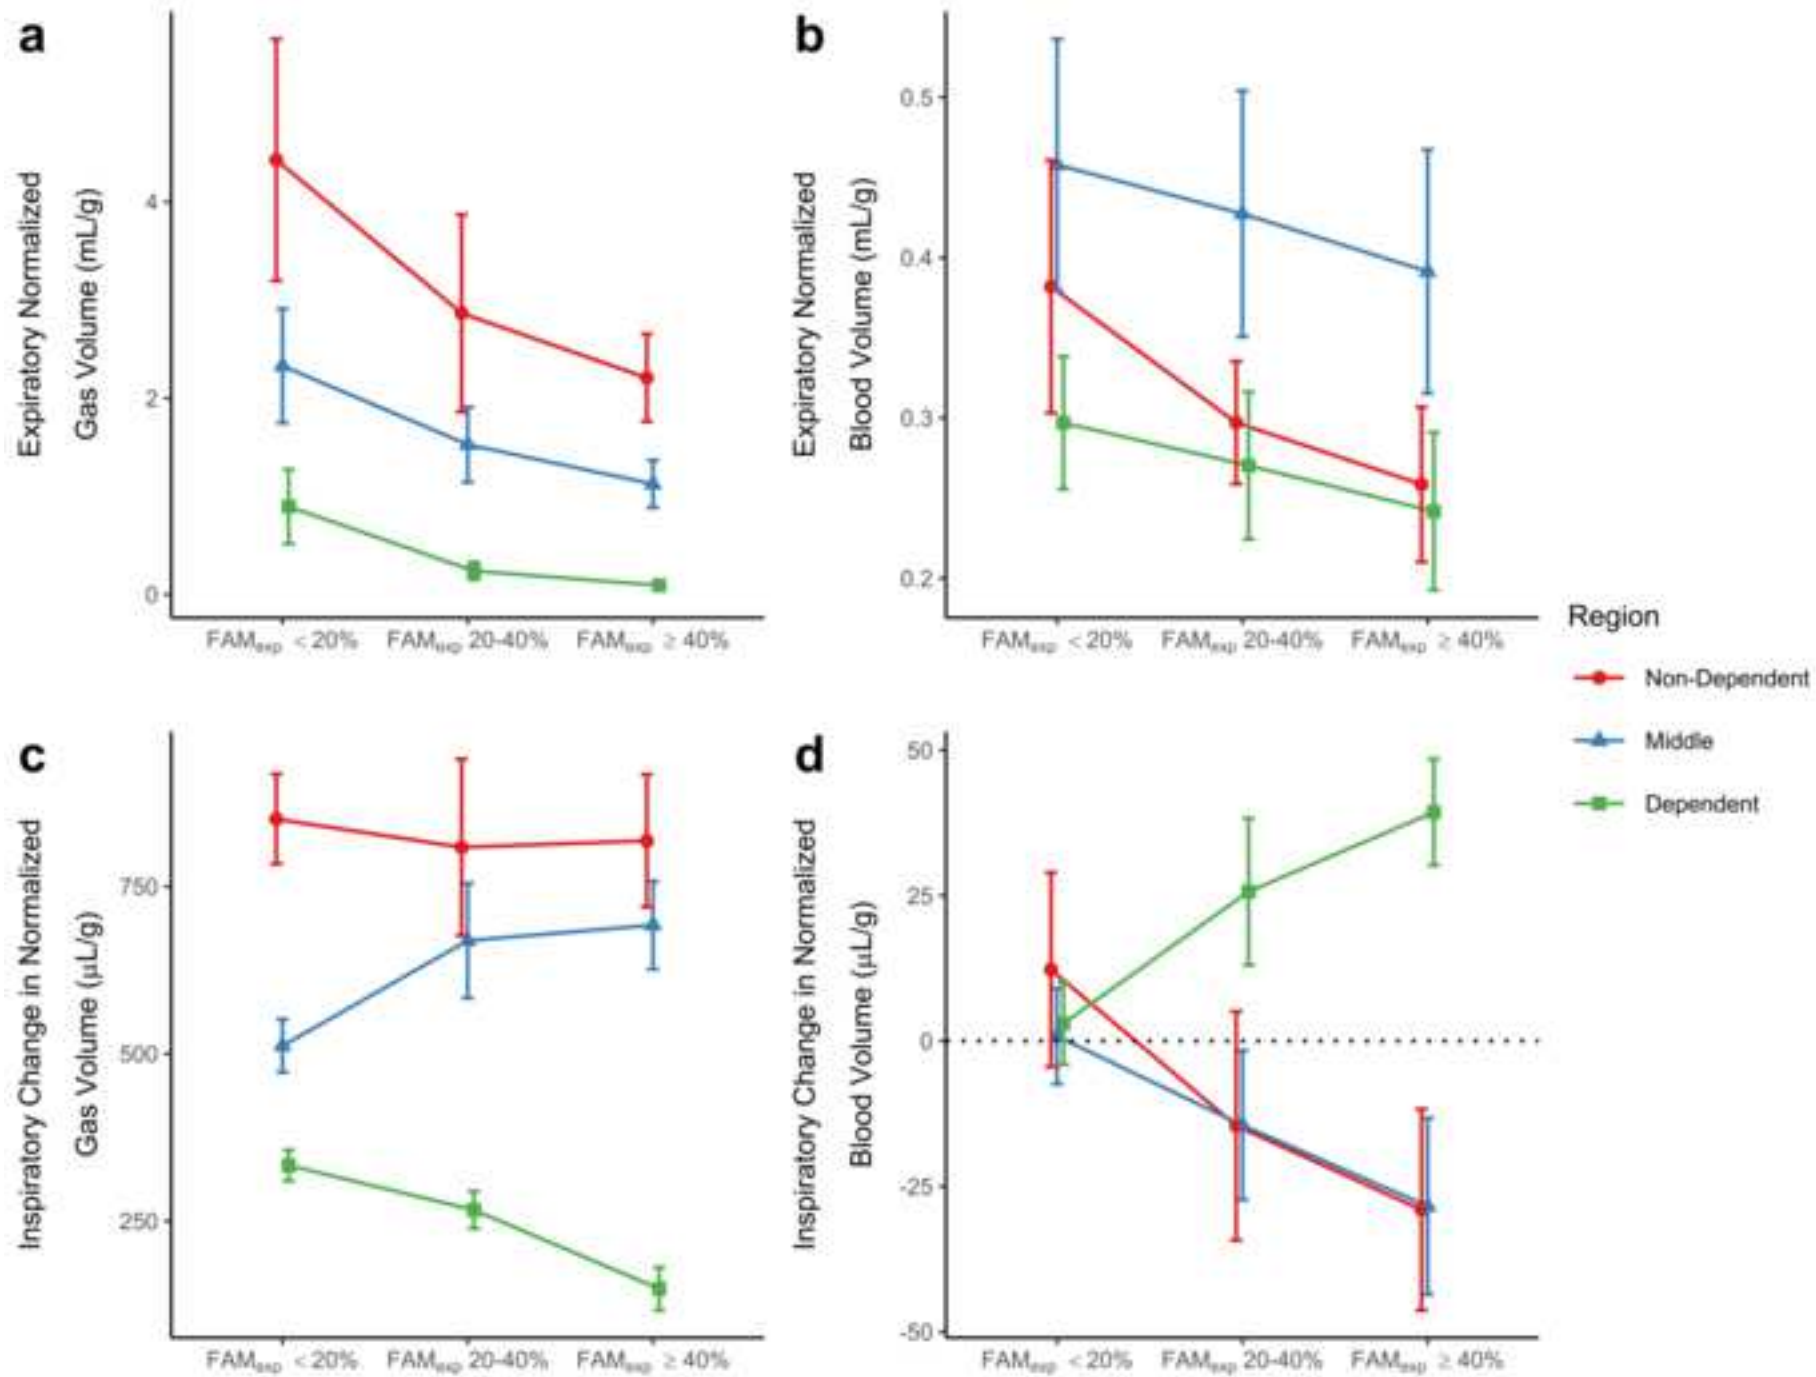 a
Expiratory Normalized
Gas Volume (mL/g)
4
2
0
FAMexp < 20%
FAMexp 20-40%
FAMexp ≥ 40%
b
Expiratory Normalized
Blood Volume (mL/g)
0.5
0.4
0.3
0.2
FAMexp < 20%
FAMexp 20-40%
FAMexp ≥ 40%
Region
Non-Dependent
Middle
Dependent
c
Inspiratory Change in Normalized
Gas Volume (μL/g)
750
500
250
FAMexp < 20%
FAMexp 20-40%
FAMexp ≥ 40%
d
Inspiratory Change in Normalized
Blood Volume (μL/g)
50
25
0
-25
-50
FAMexp < 20%
FAMexp 20-40%
FAMexp ≥ 40%